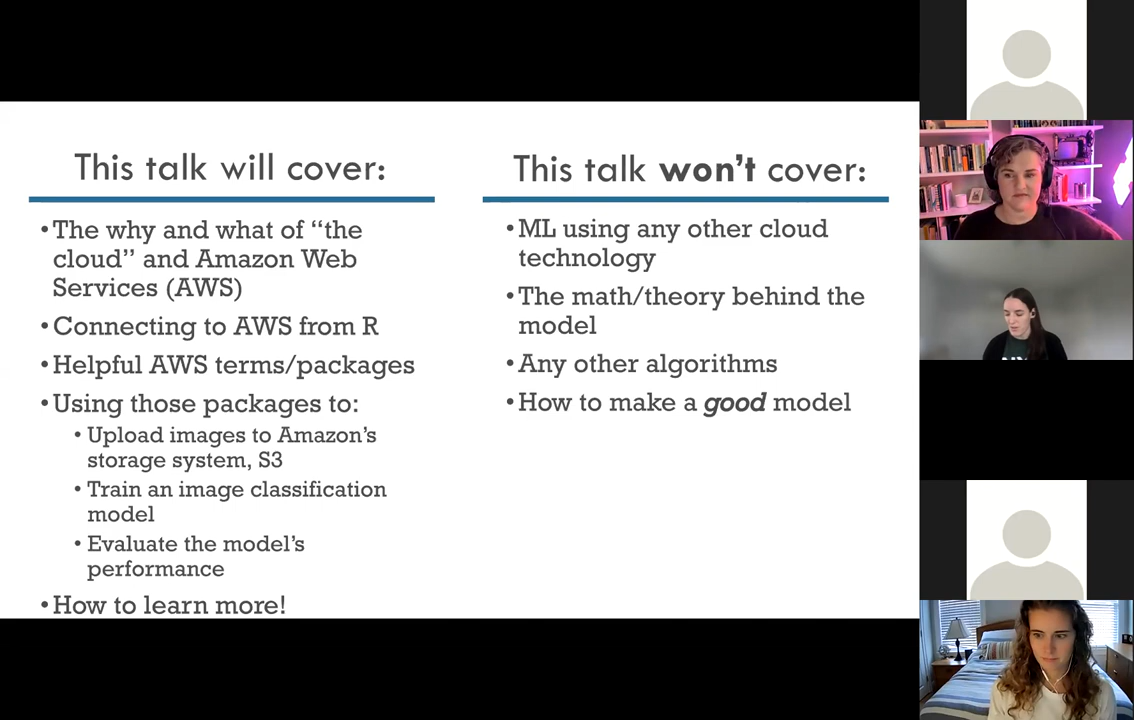 This talk will cover:
•The why and what of “the
cloud” and Amazon Web
Services (AWS)
•Connecting to AWS from R
•Helpful AWS terms/packages
•Using those packages to:
• Upload images to Amazon’s
storage system, S3
• Train an image classification
model
• Evaluate the model’s
performance
•How to learn more!
This talk won’t cover:
•ML using any other cloud
technology
•The math/theory behind the
model
•Any other algorithms
•How to make a good model